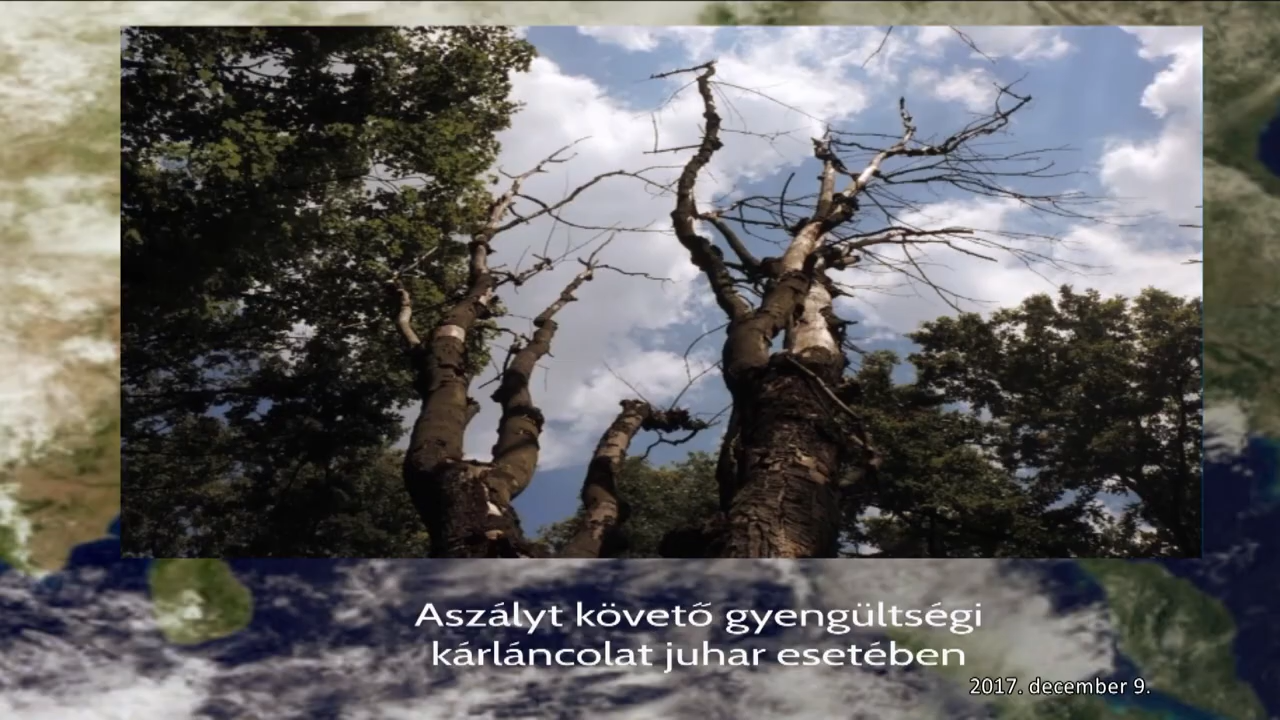 Aszályt követő gyengültségi
kárláncolat juhar esetében
2017. december 9.